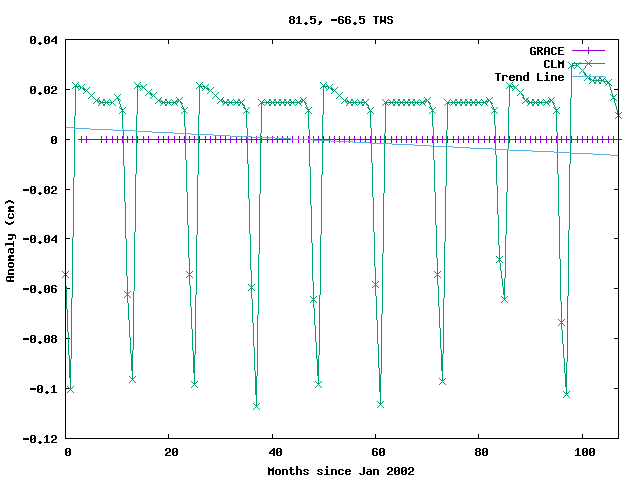 81.5, -66.5 TWS
GRACE
CLM
Trend Line
0.04
0.02
0
-0.02
-0.04
-0.06
-0.08
-0.1
-0.12
Anomaly (cm)
0 20 40 60 80 100
Months since Jan 2002